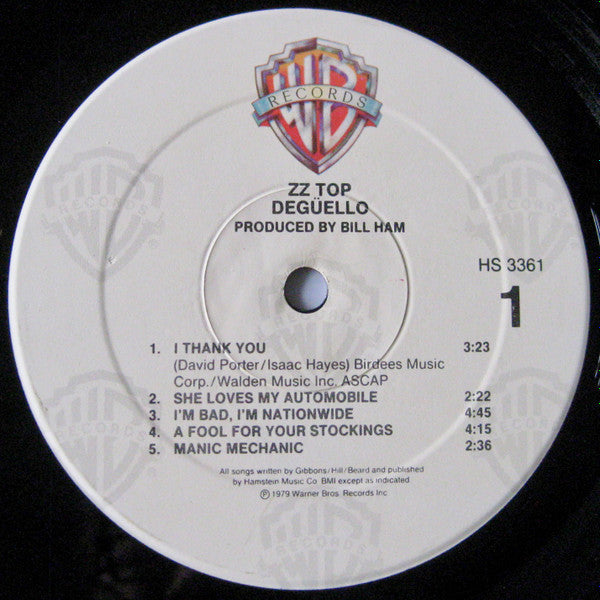 WB
RECORDS
®
ZZ TOP
DEGÜELLO
PRODUCED BY BILL HAM
HS 3361
1
1. I THANK YOU 3:23
(David Porter/Isaac Hayes) Birdees Music
Corp./Walden Music Inc. ASCAP
2. SHE LOVES MY AUTOMOBILE 2:22
3. I'M BAD, I'M NATIONWIDE 4:45
4. A FOOL FOR YOUR STOCKINGS 4:15
5. MANIC MECHANIC 2:36
All songs written by Gibbons/Hill/Beard and published
by Hamstein Music Co. BMI except as indicated.
℗ 1979 Warner Bros. Records Inc.